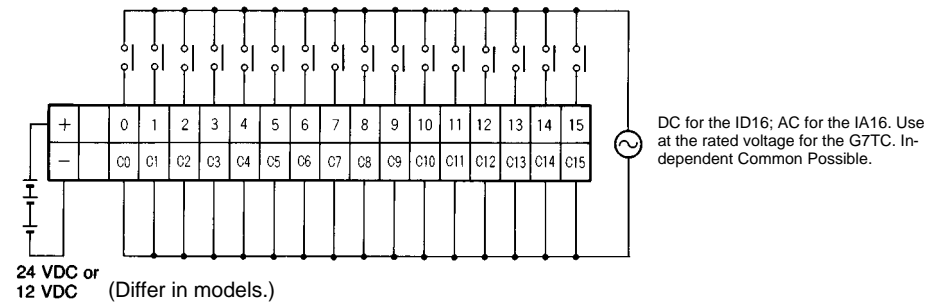 + 0 1 2 3 4 5 6 7 8 9 10 11 12 13 14 15
− C0 C1 C2 C3 C4 C5 C6 C7 C8 C9 C10 C11 C12 C13 C14 C15
DC for the ID16; AC for the IA16. Use
at the rated voltage for the G7TC. In-
dependent Common Possible.
24 VDC or
12 VDC (Differ in models.)